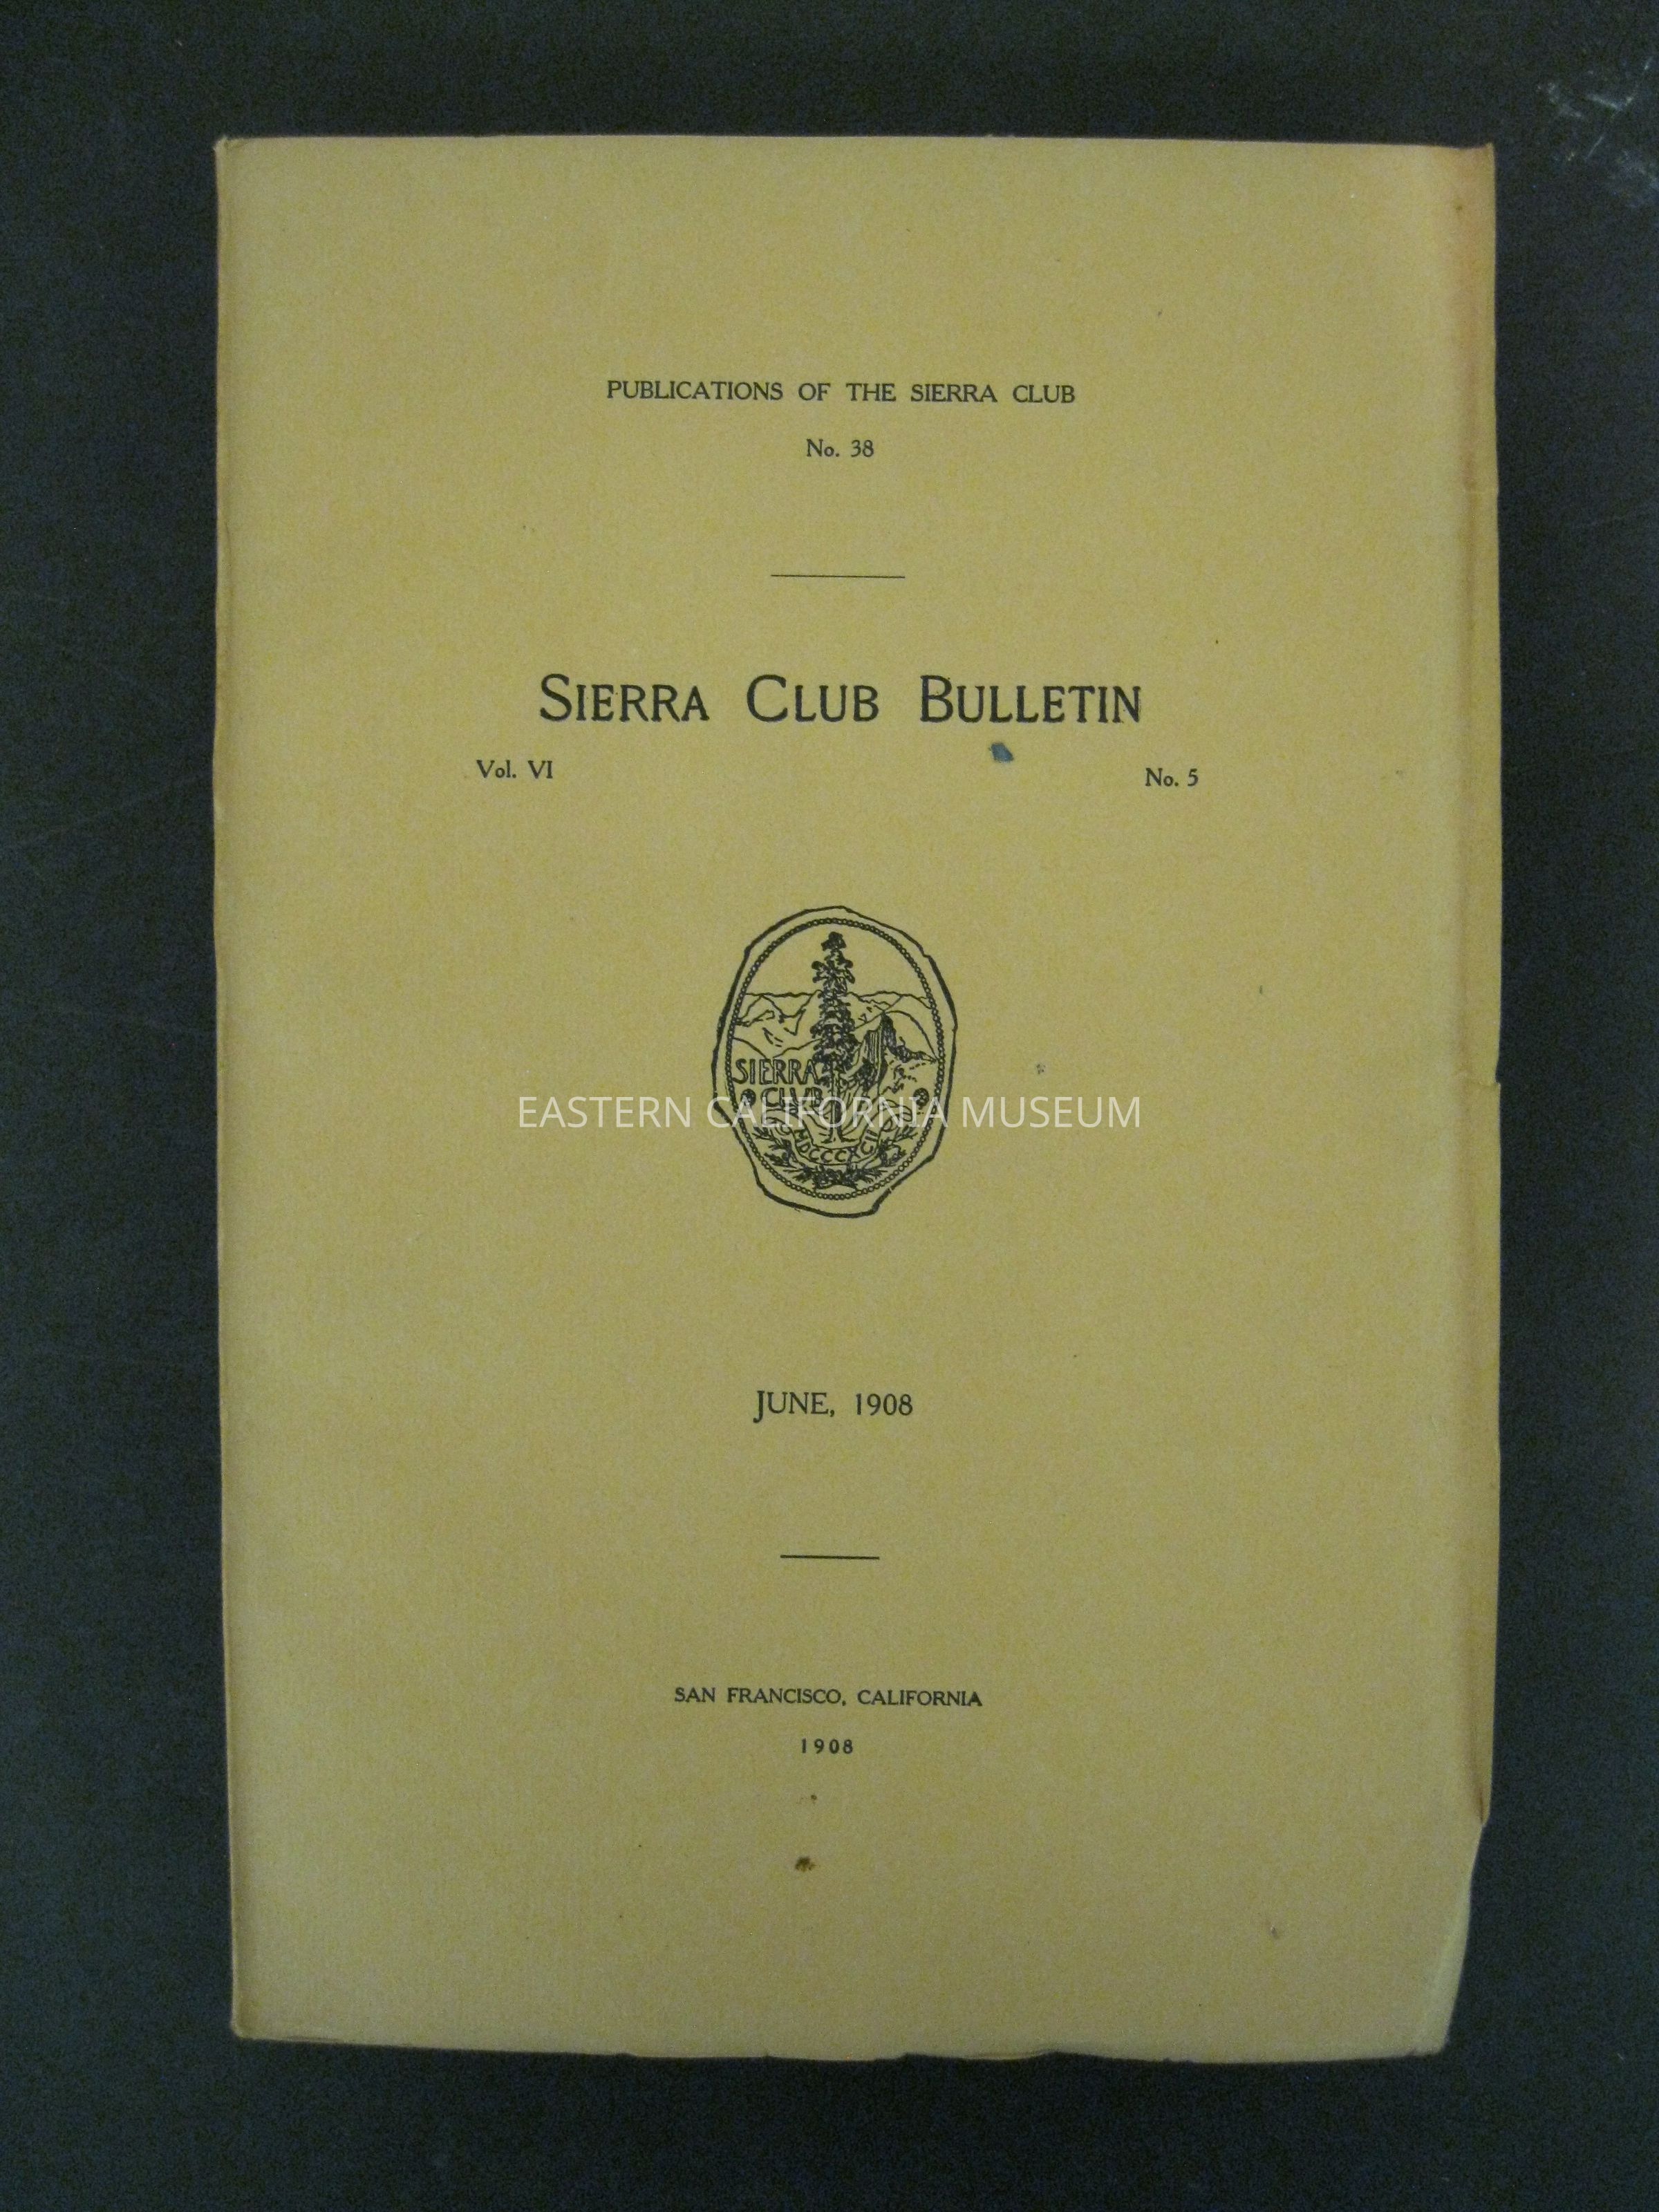 PUBLICATIONS OF THE SIERRA CLUB
No. 38
SIERRA CLUB BULLETIN
Vol. VI No. 5
SIERRA
CLUB
EASTERN CALIFORNIA MUSEUM
MDCCCXCII
JUNE, 1908
SAN FRANCISCO, CALIFORNIA
1908